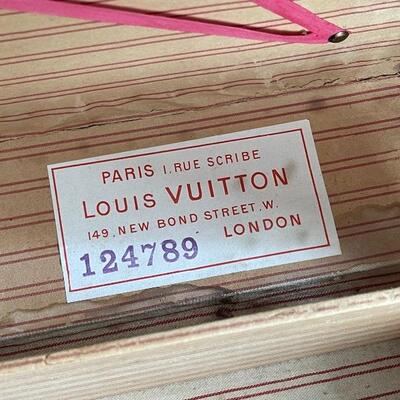 PARIS 1.RUE SCRIBE
LOUIS VUITTON
149.NEW BOND STREET.W.
124789 LONDON